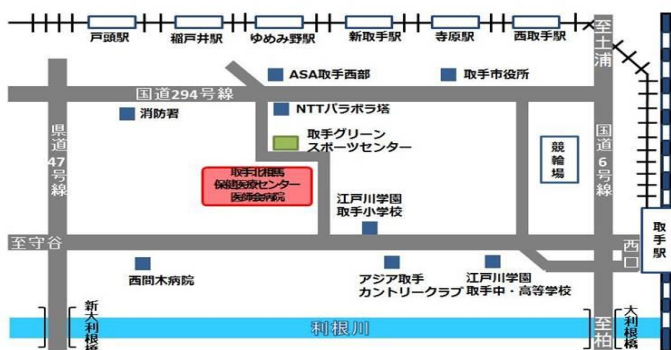 戸頭駅
稲戸井駅
ゆめみ野駅
新取手駅
寺原駅
西取手駅
至土浦
ASA取手西部
取手市役所
国道294号線
消防署
NTTパラボラ塔
取手グリーン
スポーツセンター
県道47号線
国道6号線
競輪場
取手北相馬
保健医療センター
医師会病院
江戸川学園
取手小学校
取手駅
至守谷
西口
西間木病院
アジア取手
カントリークラブ
江戸川学園
取手中・高等学校
新大利根橋
利根川
至柏
大利根橋